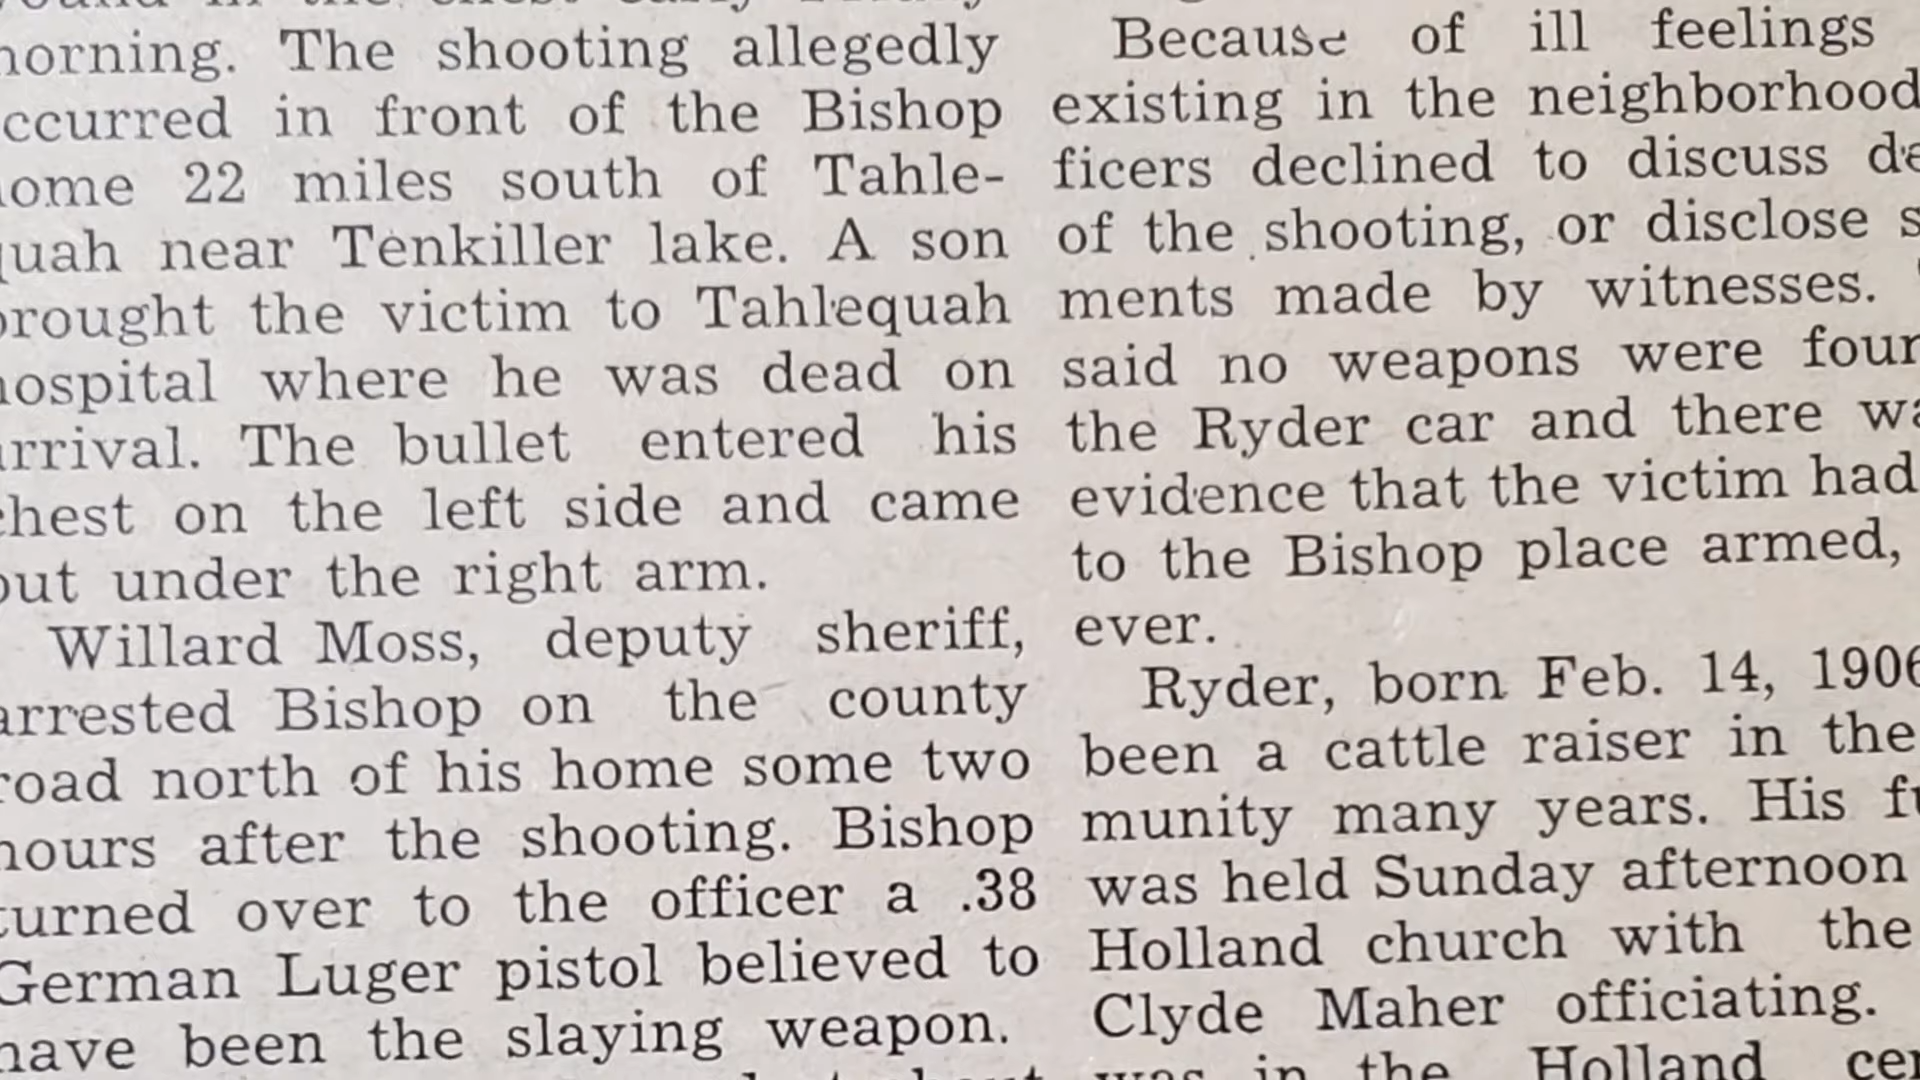 morning. The shooting allegedly
occurred in front of the Bishop
home 22 miles south of Tahle-
quah near Tenkiller lake. A son
brought the victim to Tahlequah
hospital where he was dead on
arrival. The bullet entered his
chest on the left side and came
out under the right arm.
Willard Moss, deputy sheriff,
arrested Bishop on the county
road north of his home some two
hours after the shooting. Bishop
turned over to the officer a .38
German Luger pistol believed to
have been the slaying weapon.
Because of ill feelings
existing in the neighborhood
ficers declined to discuss
of the shooting, or disclose
ments made by witnesses.
said no weapons were
the Ryder car and there
evidence that the victim had
to the Bishop place armed,
ever.
Ryder, born Feb. 14, 1906
been a cattle raiser in the
munity many years. His
was held Sunday afternoon
Holland church with the
Clyde Maher officiating.
was in the Holland